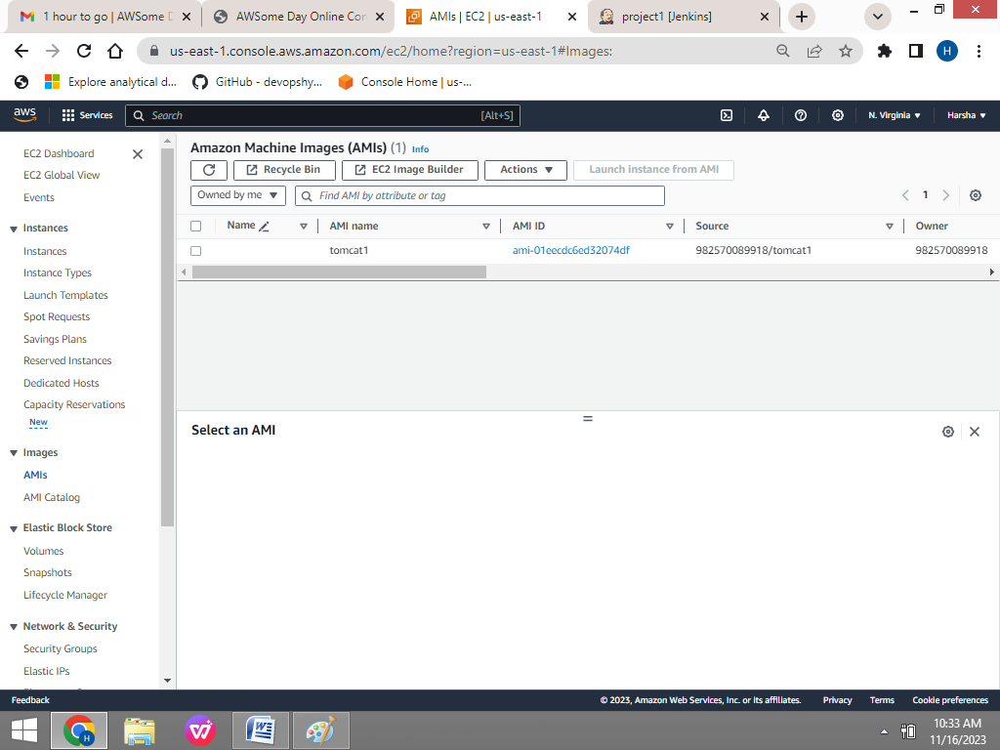 1 hour to go | AWSome D
AWSome Day Online Con
AMIs | EC2 | us-east-1
project1 [Jenkins]
us-east-1.console.aws.amazon.com/ec2/home?region=us-east-1#Images:
H
Explore analytical d...
GitHub - devopshy...
Console Home | us-...
aws
Services
Search
[Alt+S]
N. Virginia
Harsha
EC2 Dashboard
EC2 Global View
Events
Instances
Instances
Instance Types
Launch Templates
Spot Requests
Savings Plans
Reserved Instances
Dedicated Hosts
Capacity Reservations
New
Images
AMIs
AMI Catalog
Elastic Block Store
Volumes
Snapshots
Lifecycle Manager
Network & Security
Security Groups
Elastic IPs
Amazon Machine Images (AMIs) (1) Info
Recycle Bin
EC2 Image Builder
Actions
Launch instance from AMI
Owned by me
Find AMI by attribute or tag
1
Name
AMI name
AMI ID
Source
Owner
tomcat1
ami-01eecdc6ed32074df
982570089918/tomcat1
982570089918
Select an AMI
Feedback
© 2023, Amazon Web Services, Inc. or its affiliates.
Privacy
Terms
Cookie preferences
H
W
10:33 AM
11/16/2023